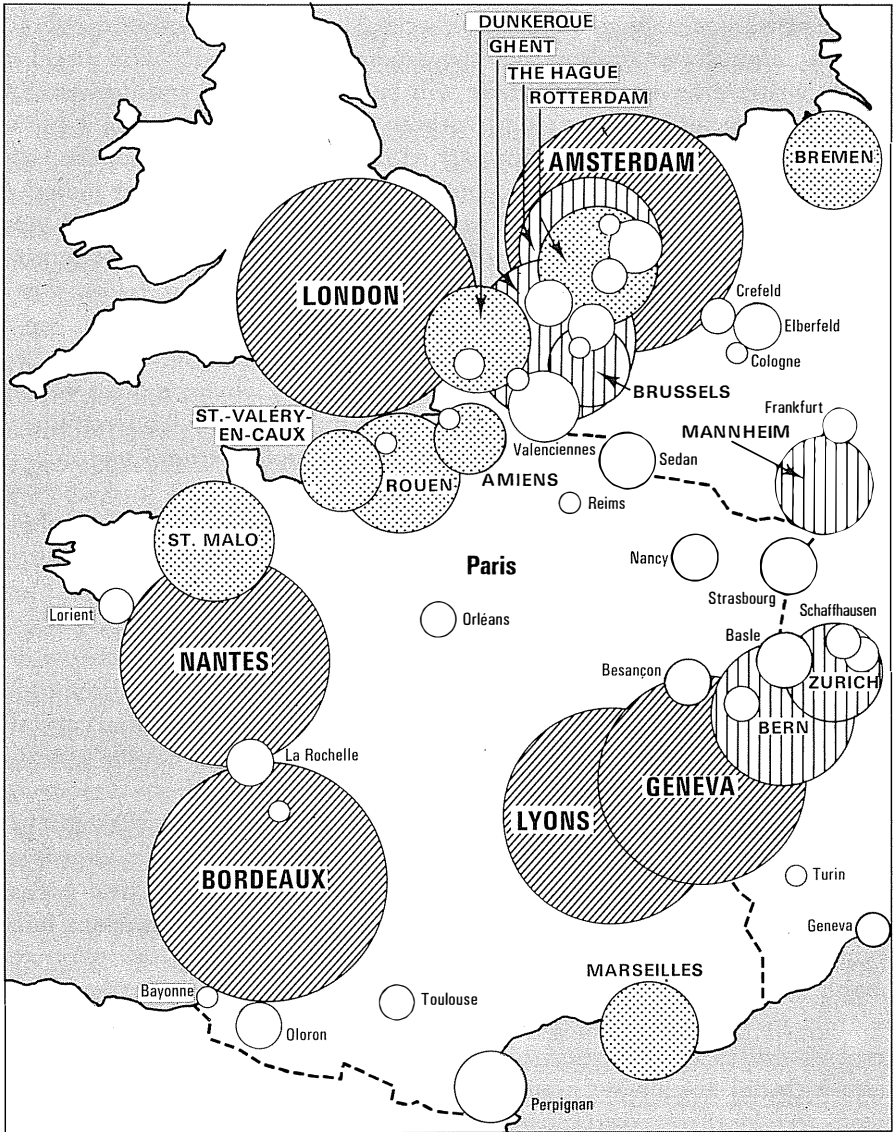 DUNKERQUE
GHENT
THE HAGUE
ROTTERDAM
AMSTERDAM
BREMEN
LONDON
Crefeld
Elberfeld
Cologne
BRUSSELS
ST.-VALÉRY-
EN-CAUX
Frankfurt
MANNHEIM
Valenciennes
Sedan
ROUEN
AMIENS
Reims
ST. MALO
Paris
Nancy
Strasbourg
Lorient
Orléans
Schaffhausen
Basle
NANTES
Besançon
ZURICH
BERN
La Rochelle
GENEVA
LYONS
BORDEAUX
Turin
Geneva
MARSEILLES
Bayonne
Toulouse
Oloron
Perpignan